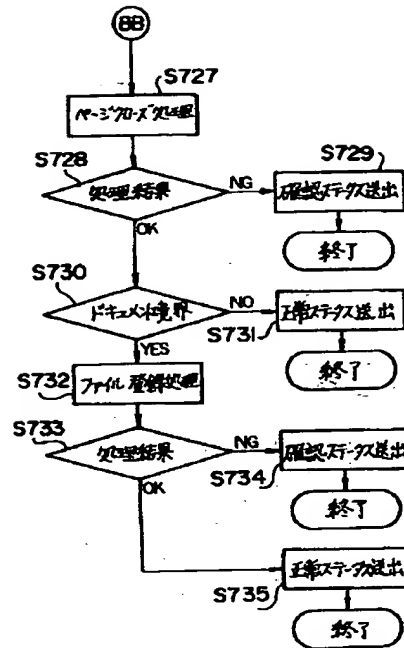 BB
S727
ページクローズ処理
S728
処理結果
NG
S729
確認ステータス送出
終了
OK
S730
ドキュメント境界
NO
正常ステータス送出
S731
終了
YES
S732
ファイル登録処理
S733
処理結果
NG
確認ステータス送出
S734
終了
OK
正常ステータス送出
S735
終了